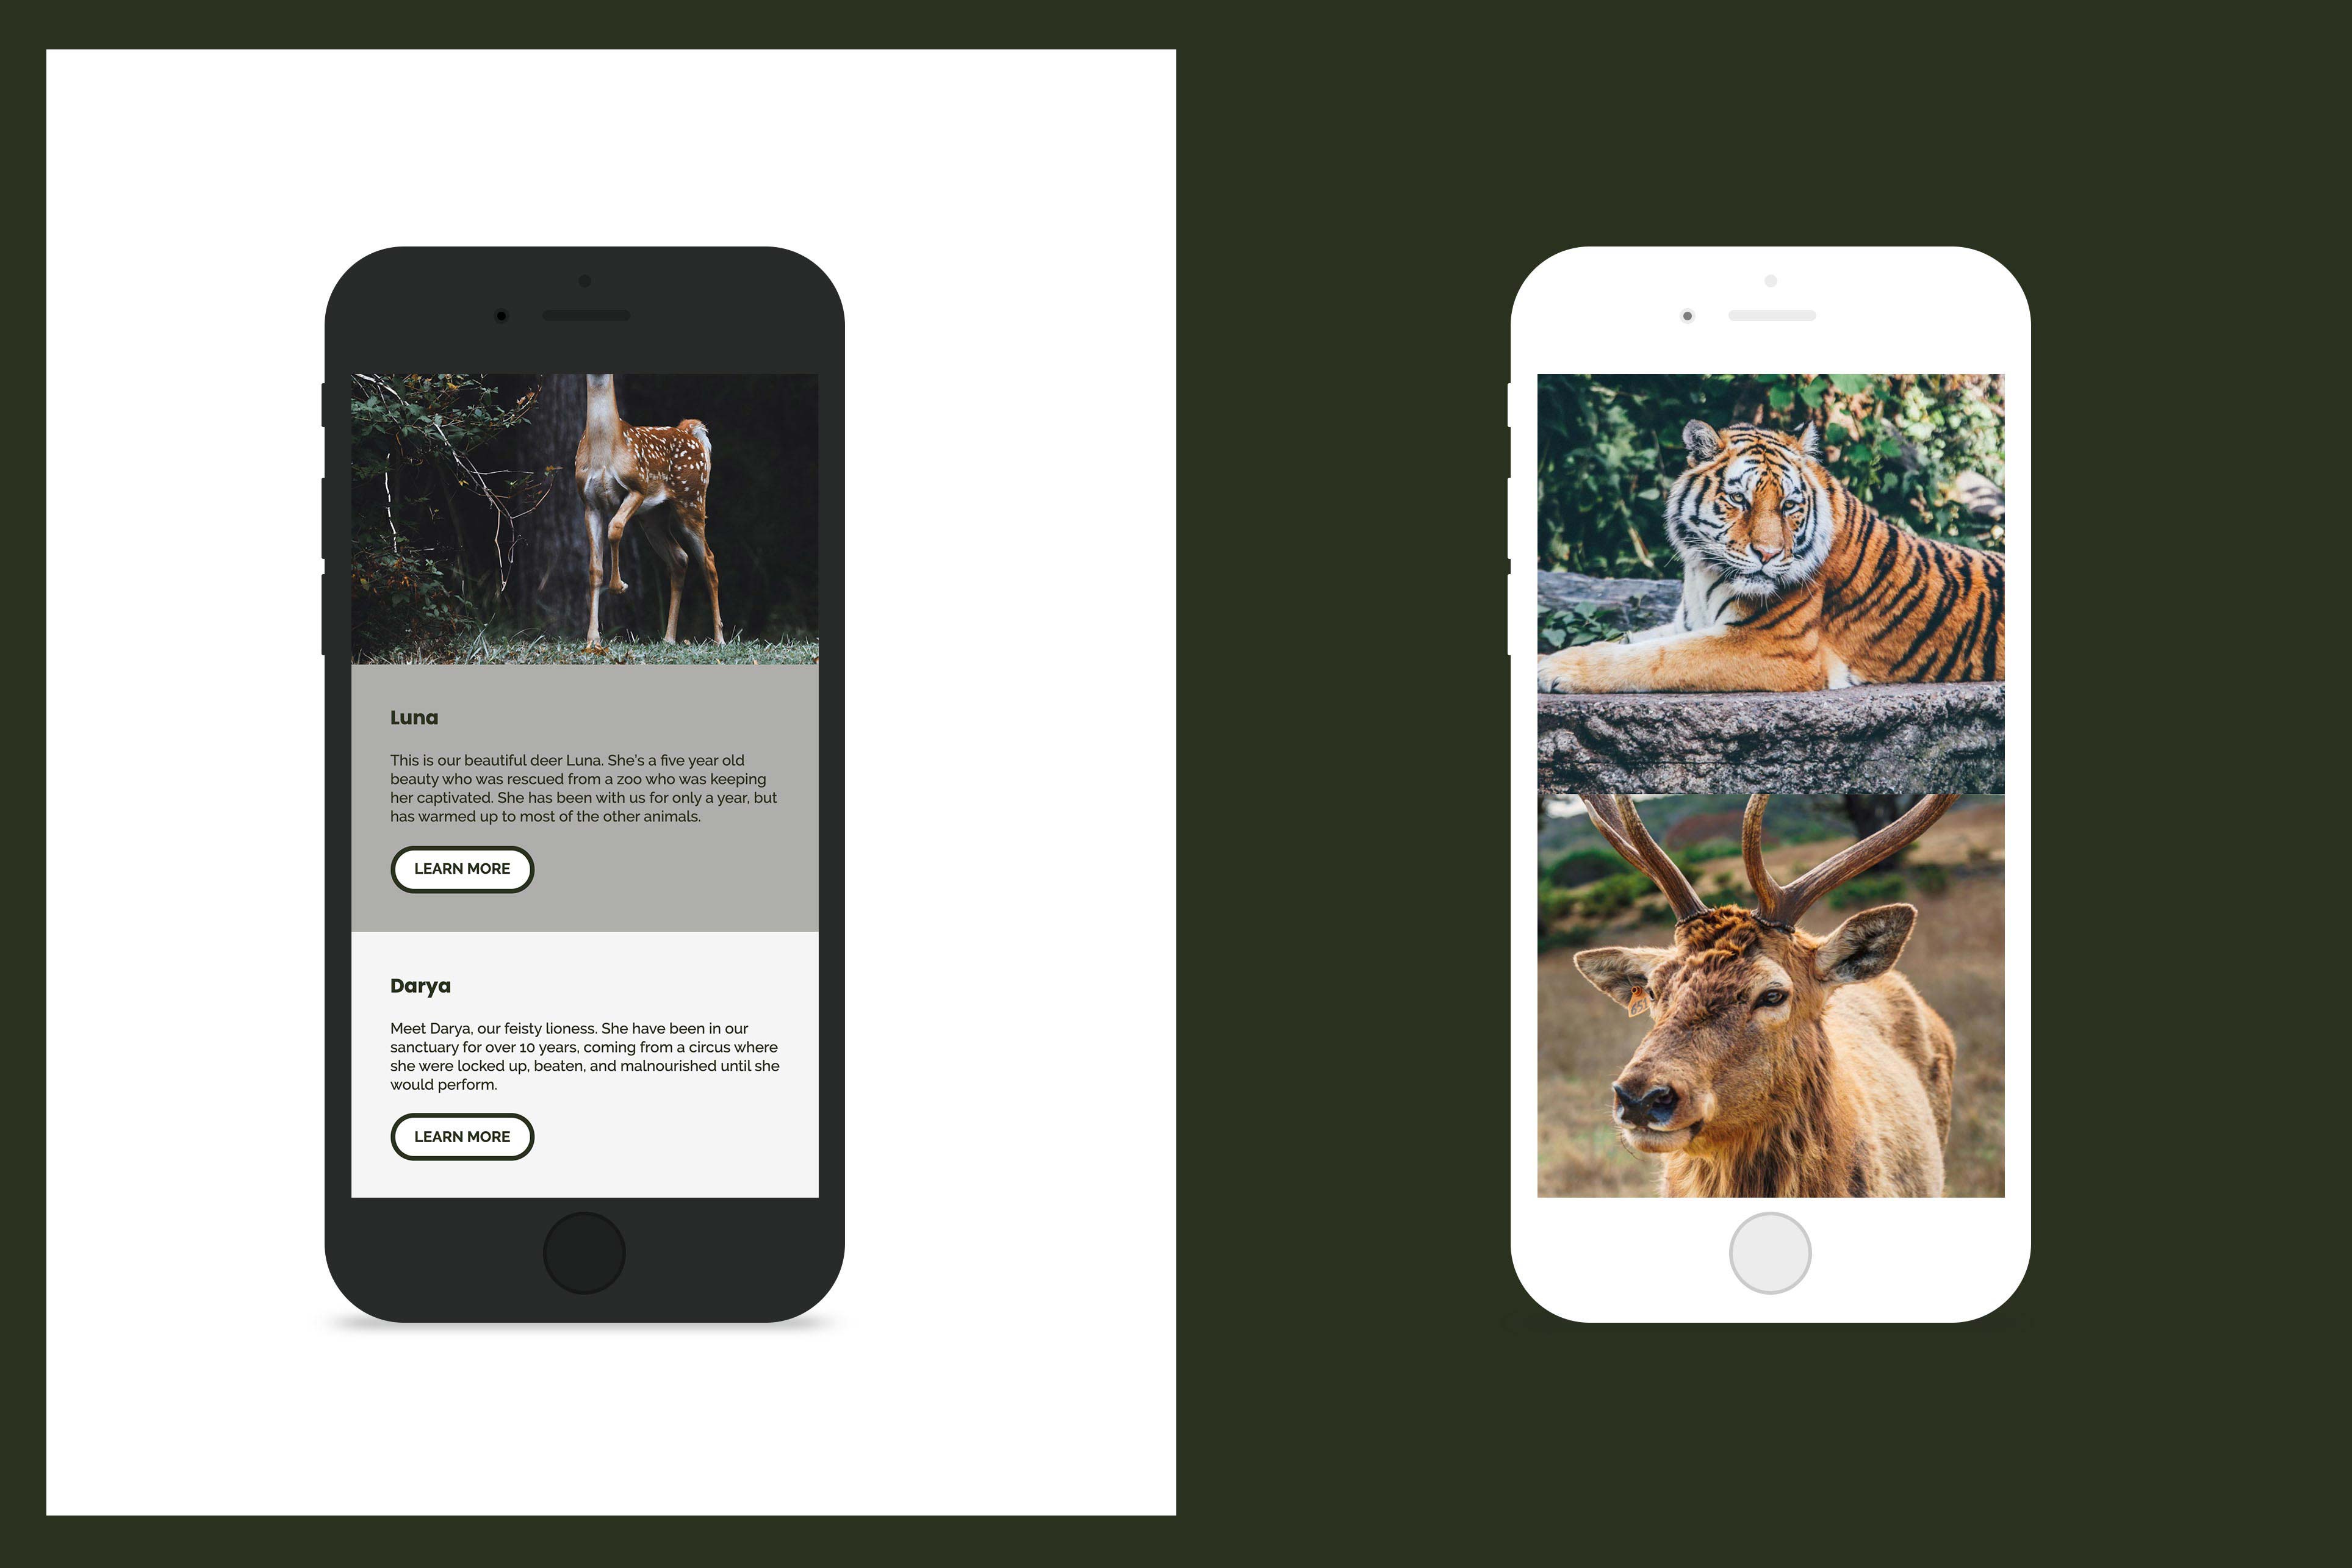 Luna
This is our beautiful deer Luna. She's a five year old
beauty who was rescued from a zoo who was keeping
her captivated. She has been with us for only a year, but
has warmed up to most of the other animals.
LEARN MORE
Darya
Meet Darya, our feisty lioness. She have been in our
sanctuary for over 10 years, coming from a circus where
she were locked up, beaten, and malnourished until she
would perform.
LEARN MORE